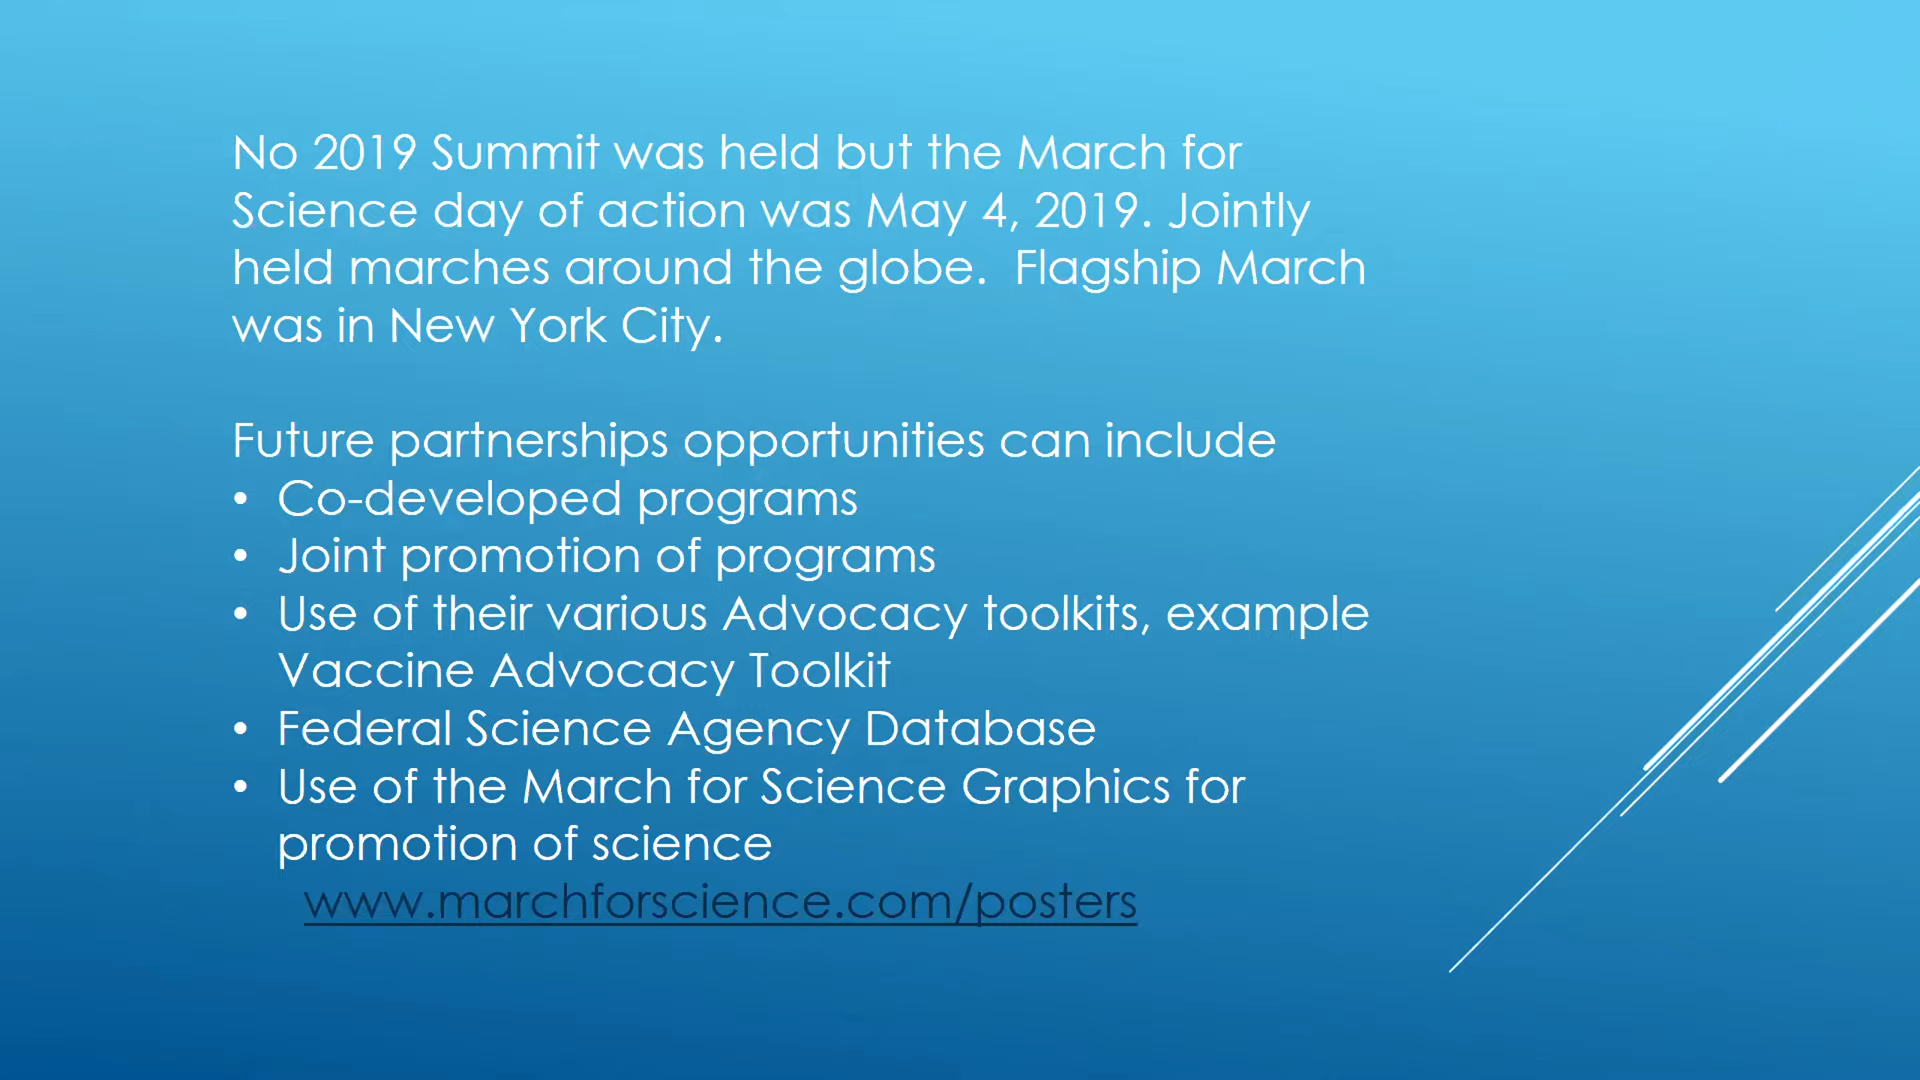 No 2019 Summit was held but the March for
Science day of action was May 4, 2019. Jointly
held marches around the globe.  Flagship March
was in New York City.
Future partnerships opportunities can include
• Co-developed programs
• Joint promotion of programs
• Use of their various Advocacy toolkits, example
Vaccine Advocacy Toolkit
• Federal Science Agency Database
• Use of the March for Science Graphics for
promotion of science
www.marchforscience.com/posters